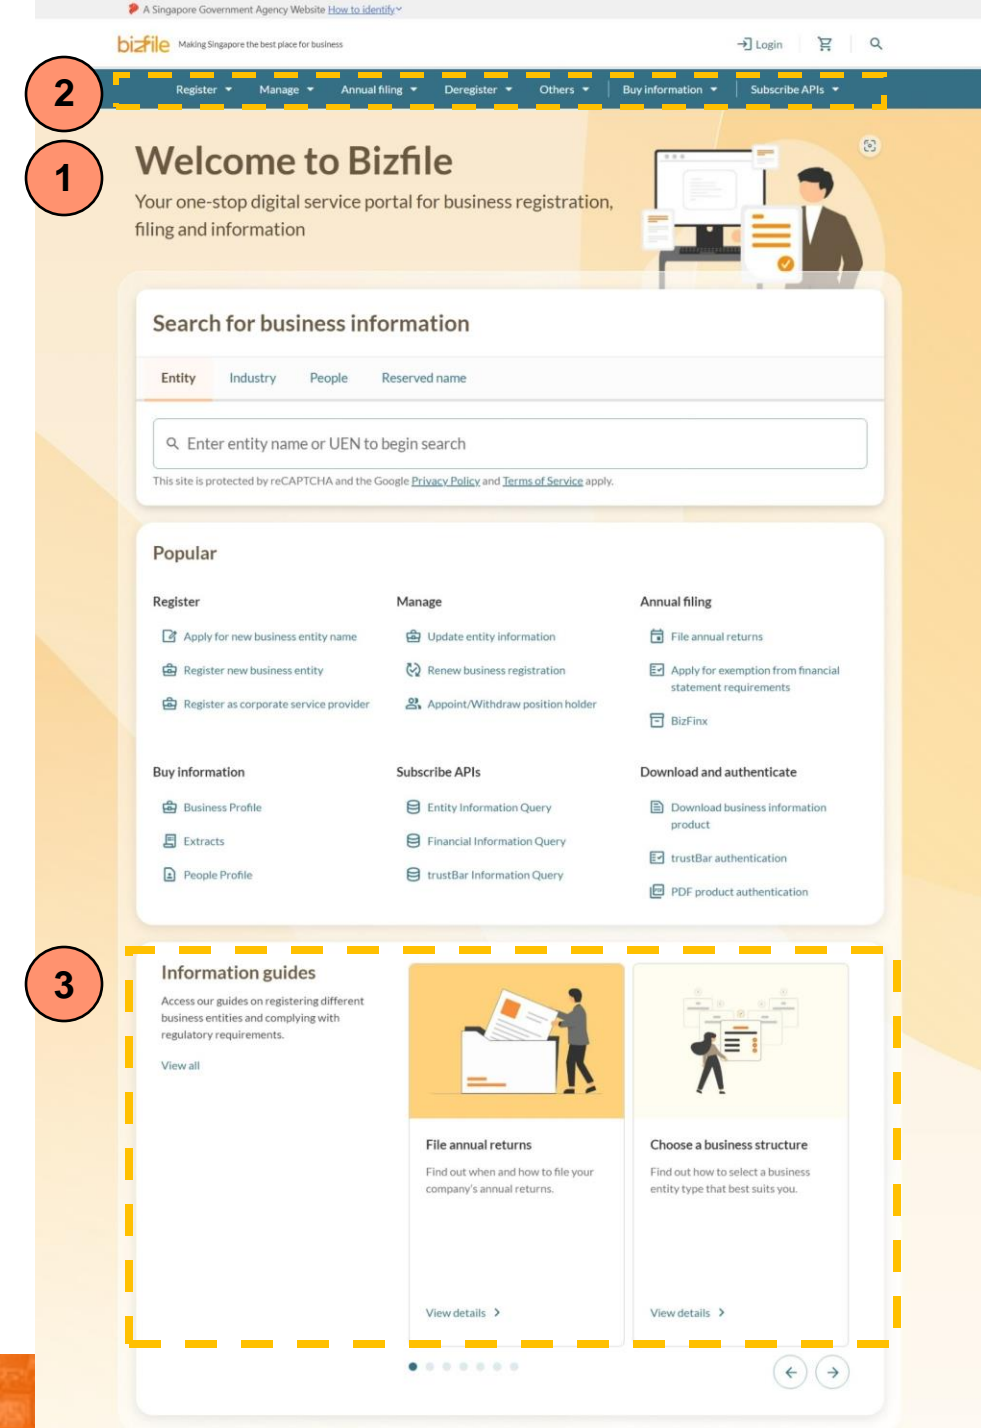 A Singapore Government Agency Website How to identify
bizfile Making Singapore the best place for business
Login
2
Register Manage Annual filing Deregister Others Buy information Subscribe APIs
1
Welcome to Bizfile
Your one-stop digital service portal for business registration,
filing and information
Search for business information
Entity Industry People Reserved name
Enter entity name or UEN to begin search
This site is protected by reCAPTCHA and the Google Privacy Policy and Terms of Service apply.
Popular
Register
Apply for new business entity name
Register new business entity
Register as corporate service provider
Manage
Update entity information
Renew business registration
Appoint/Withdraw position holder
Annual filing
File annual returns
Apply for exemption from financial
statement requirements
BizFinx
Buy information
Business Profile
Extracts
People Profile
Subscribe APIs
Entity Information Query
Financial Information Query
trustBar Information Query
Download and authenticate
Download business information
product
trustBar authentication
PDF product authentication
3
Information guides
Access our guides on registering different
business entities and complying with
regulatory requirements.
View all
File annual returns
Find out when and how to file your
company's annual returns.
View details
Choose a business structure
Find out how to select a business
entity type that best suits you.
View details